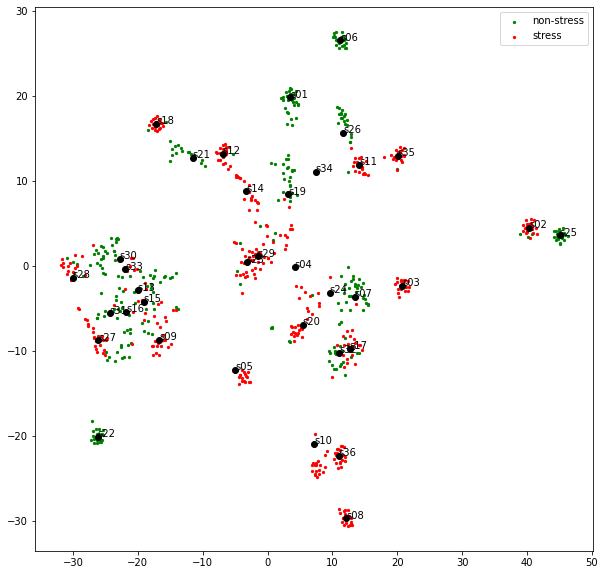 30
non-stress
stress
s06
s01
20
s18
s26
s12
s35
s21
s11
s34
10
s14
s19
s02
s25
s29
s30
s04
0
s33
s28
s03
s24
s07
s15
s16
s20
s27
s09
s17
-10
s05
s22
-20
s10
s36
s08
-30
-30
-20
-10
0
10
20
30
40
50